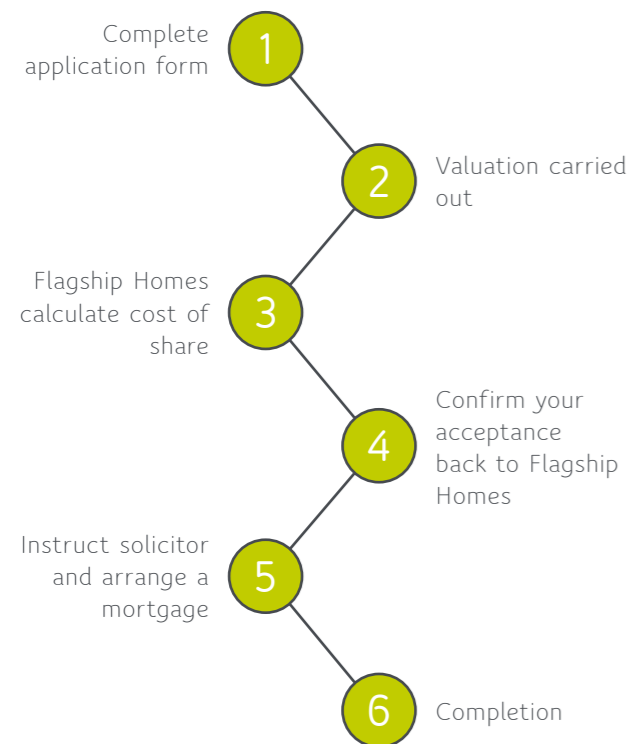 Complete
application form
1
2
Valuation carried
out
Flagship Homes
calculate cost of
share
3
4
Confirm your
acceptance
back to Flagship
Homes
Instruct solicitor
and arrange a
mortgage
5
6
Completion